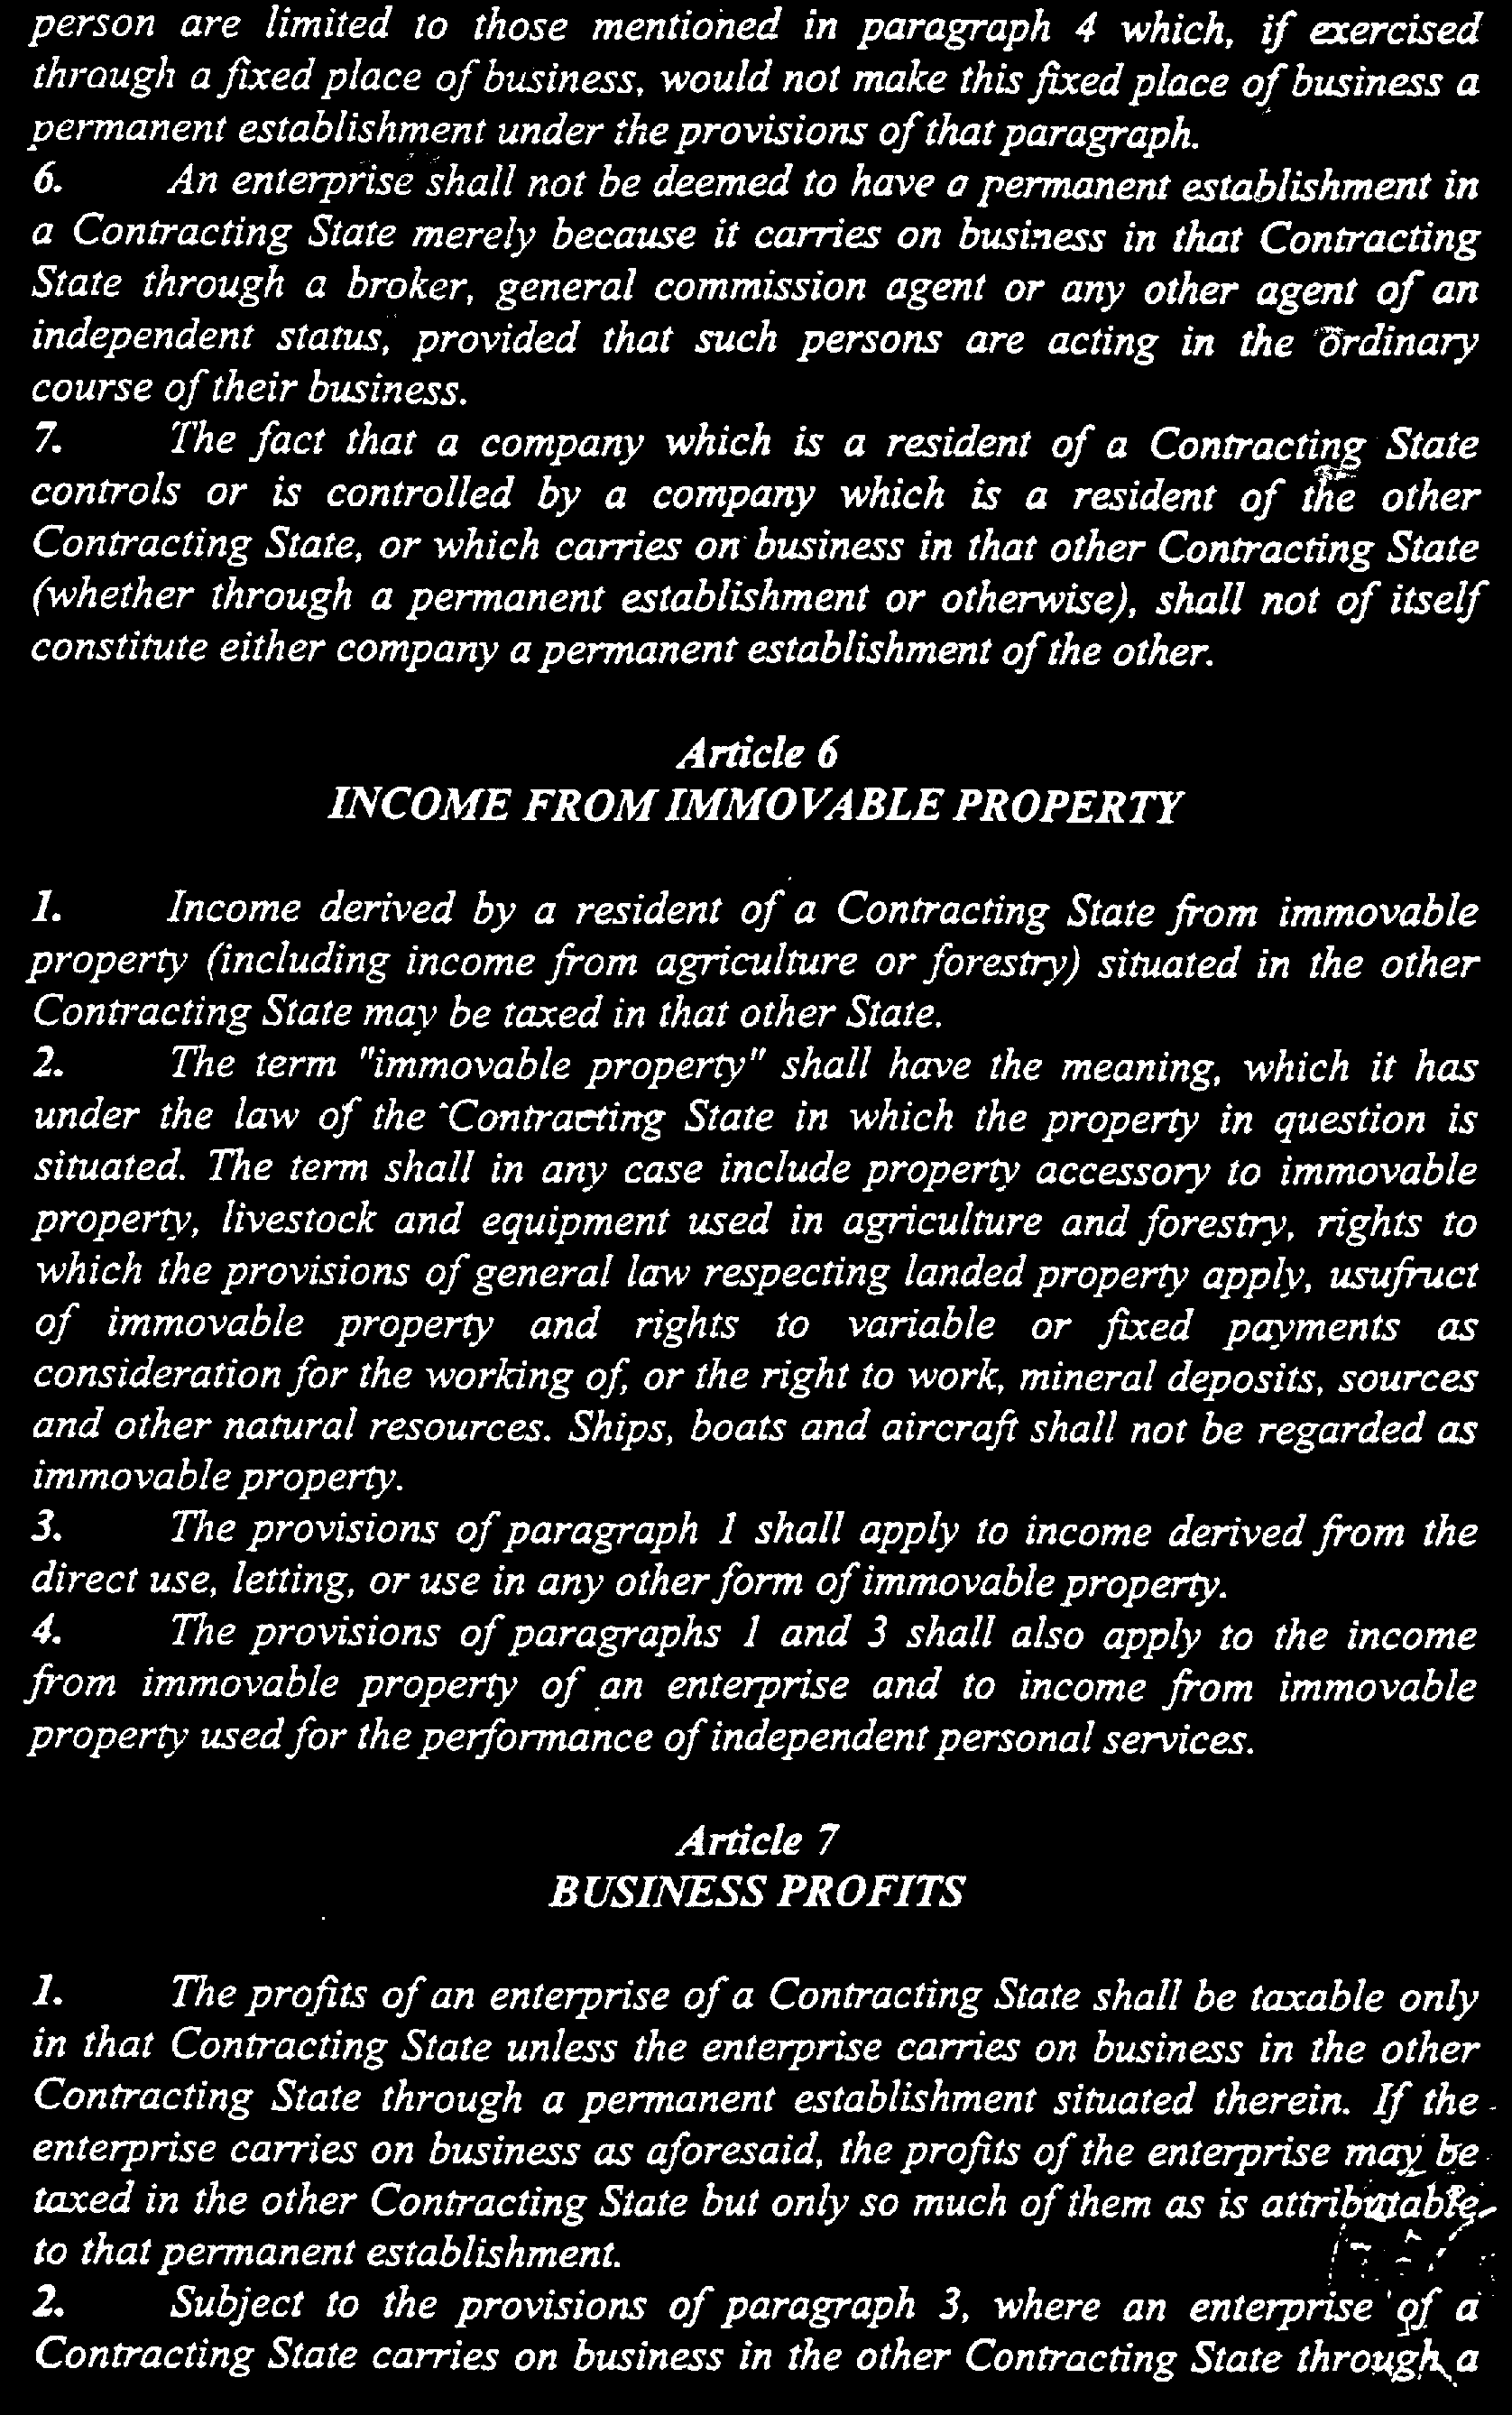 person are limited to those mentioned in paragraph 4 which, if exercised
through a fixed place of business, would not make this fixed place of business a
permanent establishment under the provisions of that paragraph.
6. An enterprise shall not be deemed to have a permanent establishment in
a Contracting State merely because it carries on business in that Contracting
State through a broker, general commission agent or any other agent of an
independent status, provided that such persons are acting in the ordinary
course of their business.
7. The fact that a company which is a resident of a Contracting State
controls or is controlled by a company which is a resident of the other
Contracting State, or which carries on business in that other Contracting State
(whether through a permanent establishment or otherwise), shall not of itself
constitute either company a permanent establishment of the other.
Article 6
INCOME FROM IMMOVABLE PROPERTY
1. Income derived by a resident of a Contracting State from immovable
property (including income from agriculture or forestry) situated in the other
Contracting State may be taxed in that other State.
2. The term "immovable property" shall have the meaning, which it has
under the law of the Contracting State in which the property in question is
situated. The term shall in any case include property accessory to immovable
property, livestock and equipment used in agriculture and forestry, rights to
which the provisions of general law respecting landed property apply, usufruct
of immovable property and rights to variable or fixed payments as
consideration for the working of, or the right to work, mineral deposits, sources
and other natural resources. Ships, boats and aircraft shall not be regarded as
immovable property.
3. The provisions of paragraph 1 shall apply to income derived from the
direct use, letting, or use in any other form of immovable property.
4. The provisions of paragraphs 1 and 3 shall also apply to the income
from immovable property of an enterprise and to income from immovable
property used for the performance of independent personal services.
Article 7
BUSINESS PROFITS
1. The profits of an enterprise of a Contracting State shall be taxable only
in that Contracting State unless the enterprise carries on business in the other
Contracting State through a permanent establishment situated therein. If the
enterprise carries on business as aforesaid, the profits of the enterprise may be
taxed in the other Contracting State but only so much of them as is attributable
to that permanent establishment.
2. Subject to the provisions of paragraph 3, where an enterprise of a
Contracting State carries on business in the other Contracting State through a